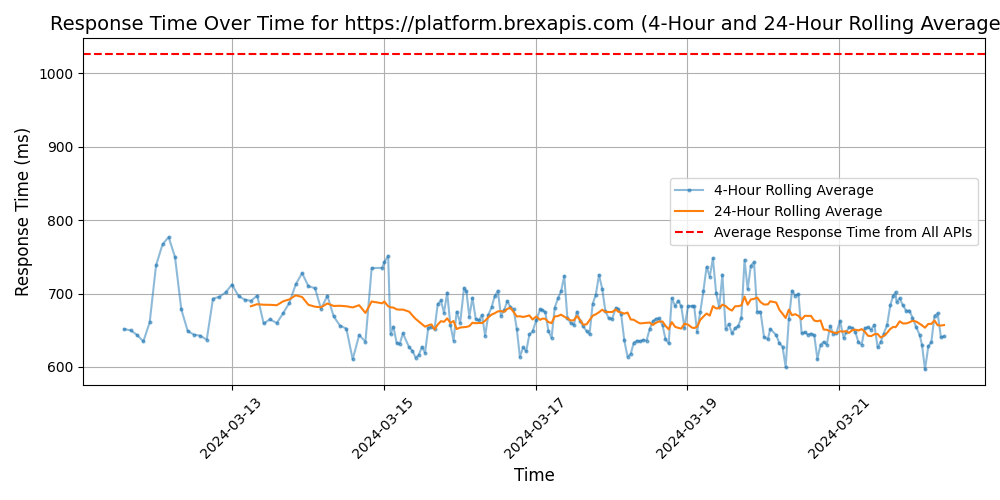 Response Time Over Time for https://platform.brexapis.com (4-Hour and 24-Hour Rolling Average
Response Time (ms)
1000
900
800
700
600
4-Hour Rolling Average
24-Hour Rolling Average
Average Response Time from All APIs
2024-03-13
2024-03-15
2024-03-17
2024-03-19
2024-03-21
Time